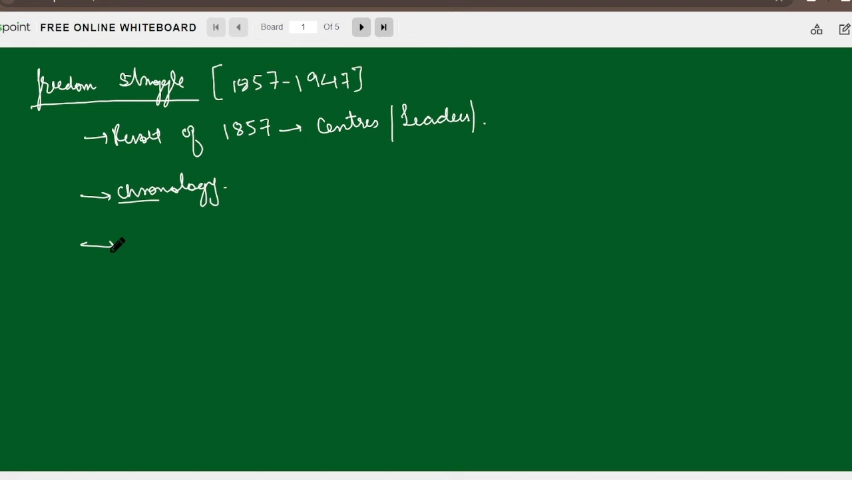 spoint FREE ONLINE WHITEBOARD Board 1 Of 5
freedom struggle [1857-1947]
→ Revolt of 1857 → Centres | Leaders | .
→ chronology.
→